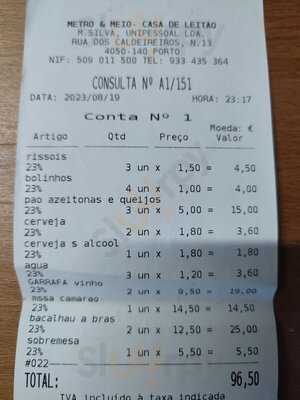 METRO & MEIO- CASA DE LEITÃO
M.SILVA, UNIPESSOAL LDA.
RUA DOS CALDEIREIROS, N.13
4050-140 PORTO
NIF: 509 011 500 TEL: 933 435 364
CONSULTA Nº A1/151
DATA: 2023/08/19 HORA: 23:17
Conta Nº 1
Moeda: €
Artigo Qtd Preço Valor
rissois
23% 3 un x 1,50 = 4,50
bolinhos
23% 4 un x 1,00 = 4,00
pao azeitonas e queijos
23% 3 un x 5,00 = 15,00
cerveja
23% 2 un x 1,80 = 3,60
cerveja s alcool
23% 1 un x 1,80 = 1,80
agua
23% 3 un x 1,20 = 3,60
GARRAFA vinho
23% 2 un x 9,50 = 19,00
mssa camarao
23% 1 un x 14,50 = 14,50
bacalhau a bras
23% 2 un x 12,50 = 25,00
sobremesa
23% 1 un x 5,50 = 5,50
#022
TOTAL: 96,50
IVA incluído à taxa indicada